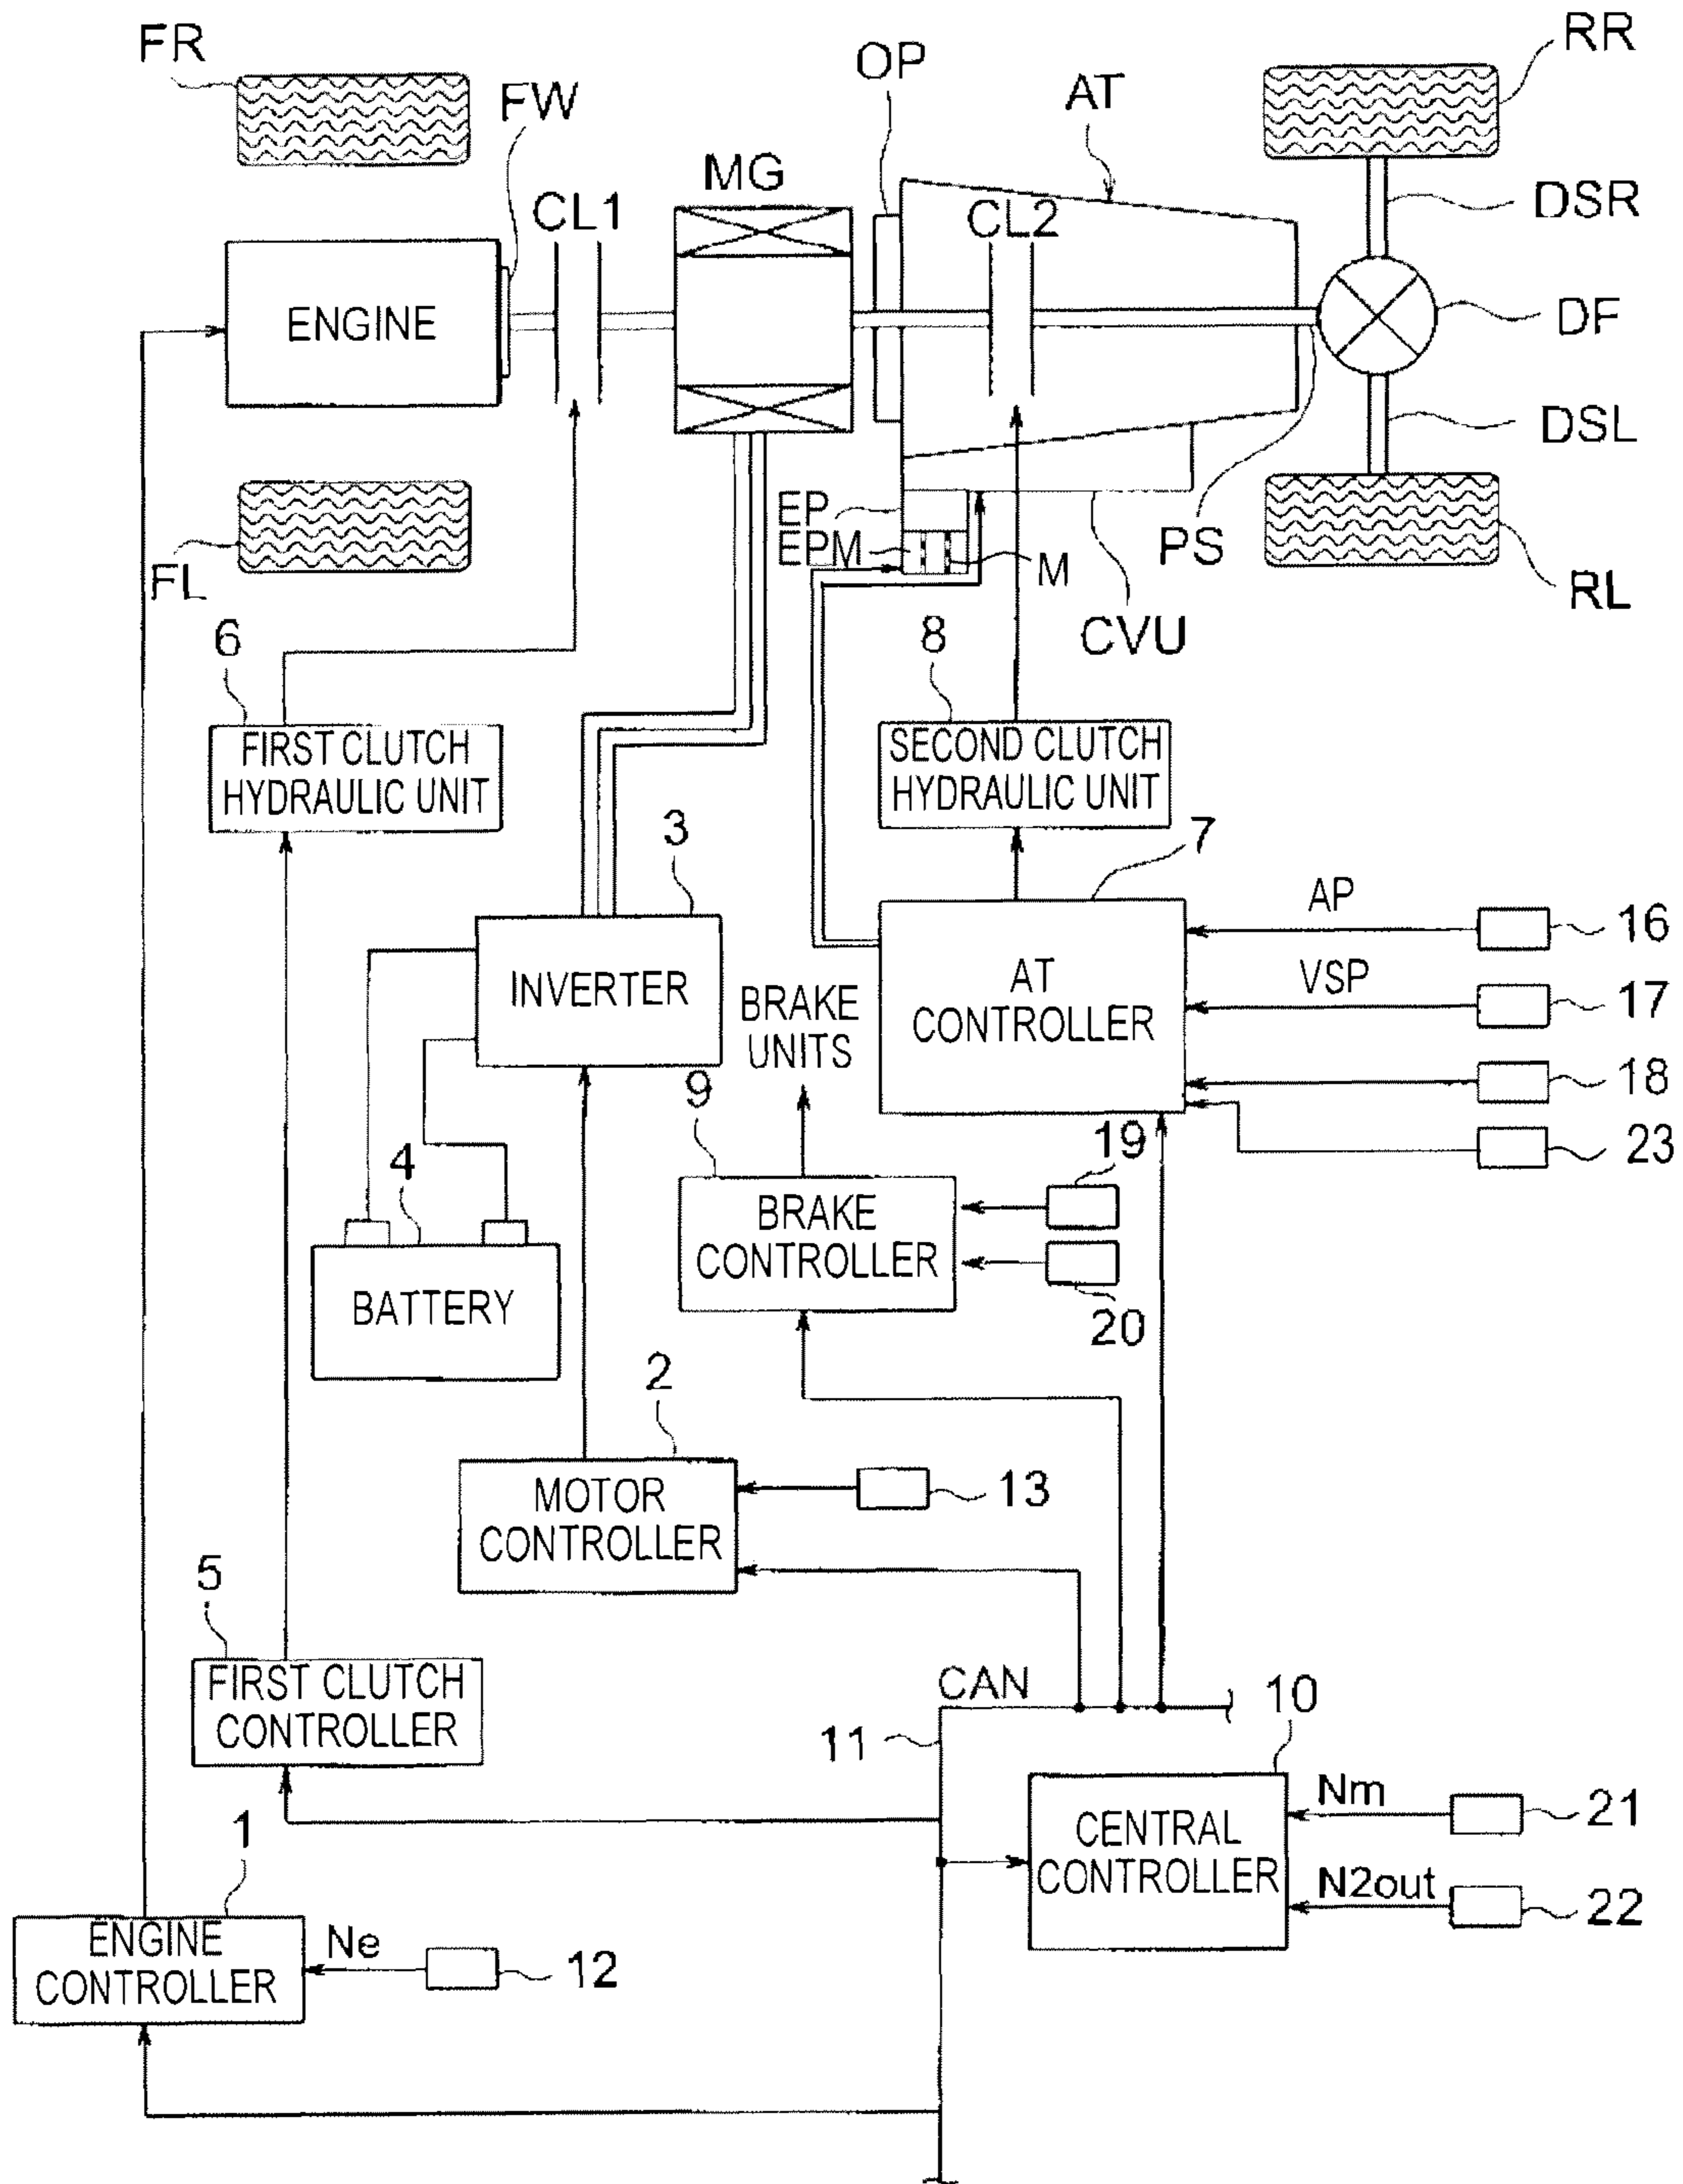 FR
RR
OP
AT
FW
MG
CL1
CL2
DSR
ENGINE
DF
DSL
EP
EPM
M
PS
FL
RL
CVU
6
8
FIRST CLUTCH
HYDRAULIC UNIT
SECOND CLUTCH
HYDRAULIC UNIT
3
7
AP
16
INVERTER
BRAKE
UNITS
AT
CONTROLLER
VSP
17
18
9
19
23
4
BRAKE
CONTROLLER
BATTERY
20
2
MOTOR
CONTROLLER
13
5
FIRST CLUTCH
CONTROLLER
CAN
10
11
Nm
21
CENTRAL
CONTROLLER
1
N2out
22
ENGINE
CONTROLLER
Ne
12